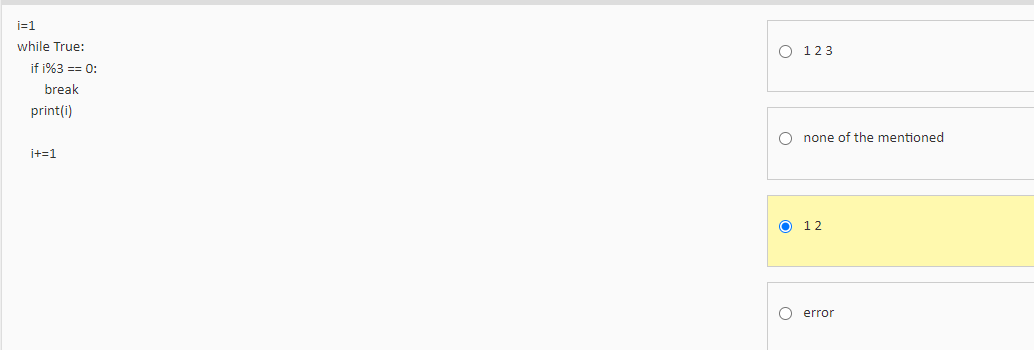 i=1
while True:
if i%3 == 0:
break
print(i)
i+=1
1 2 3
none of the mentioned
1 2
error